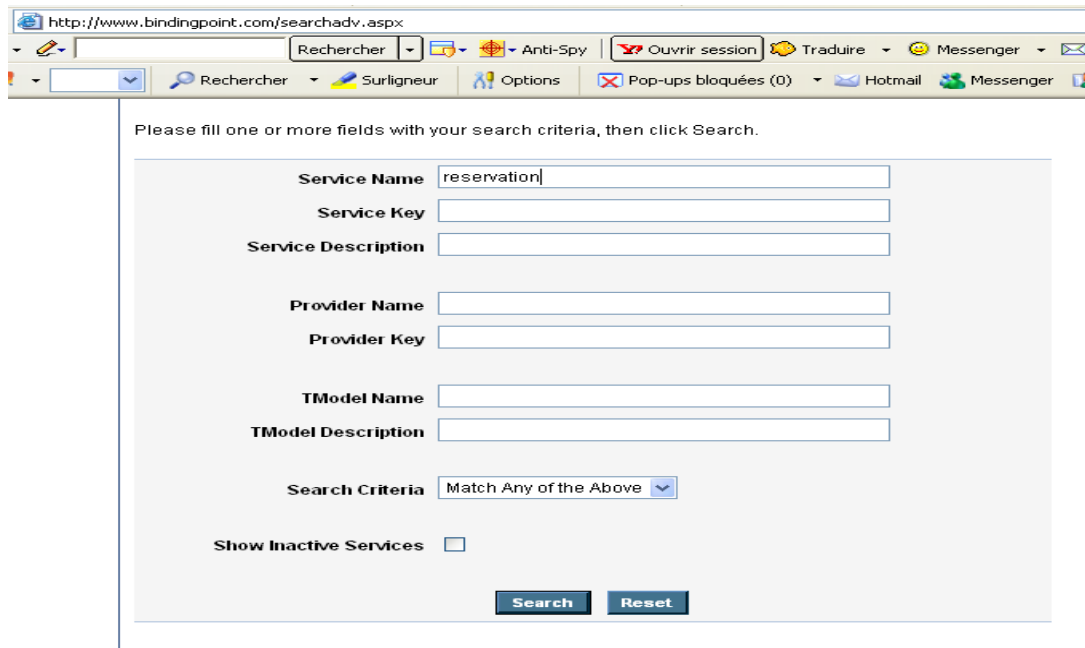 http://www.bindingpoint.com/searchadv.aspx
Rechercher Anti-Spy Ouvrir session Traduire Messenger
Rechercher Surligneur Options Pop-ups bloquées (0) Hotmail Messenger
Please fill one or more fields with your search criteria, then click Search.
Service Name reservation
Service Key
Service Description
Provider Name
Provider Key
TModel Name
TModel Description
Search Criteria Match Any of the Above
Show Inactive Services
Search Reset